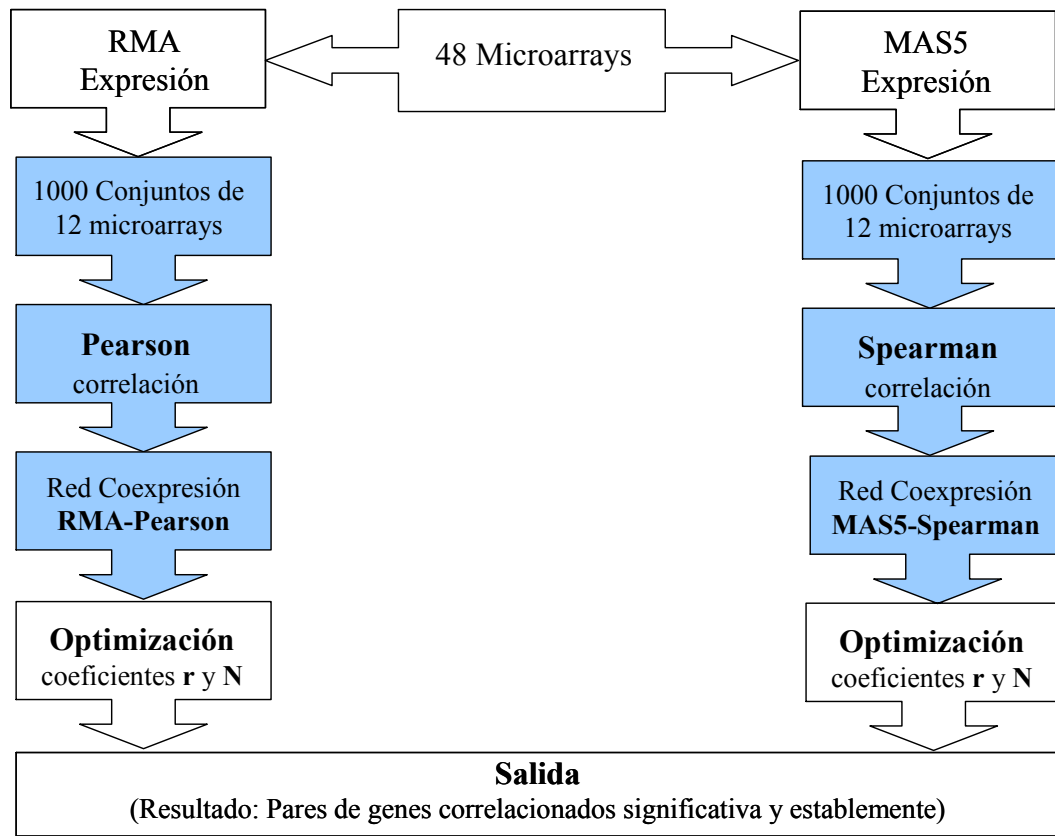 RMA
Expresión
48 Microarrays
MAS5
Expresión
1000 Conjuntos de
12 microarrays
1000 Conjuntos de
12 microarrays
Pearson
correlación
Spearman
correlación
Red Coexpresión
RMA-Pearson
Red Coexpresión
MAS5-Spearman
Optimización
coeficientes r y N
Optimización
coeficientes r y N
Salida
(Resultado: Pares de genes correlacionados significativa y establemente)